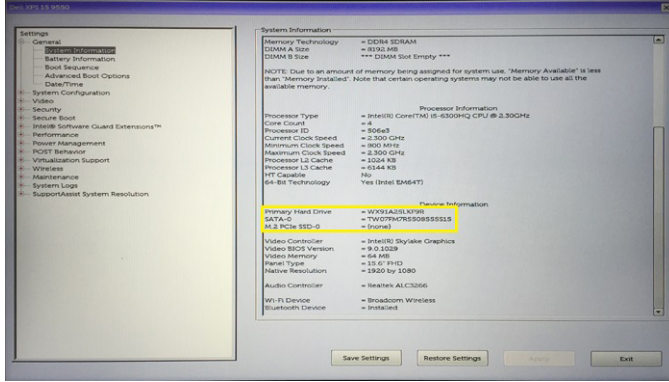 Dell XPS 15 9550
Settings
General
System Information
Battery Information
Boot Sequence
Advanced Boot Options
Date/Time
System Configuration
Video
Security
Secure Boot
Intel® Software Guard Extensions™
Performance
Power Management
POST Behavior
Virtualization Support
Wireless
Maintenance
System Logs
SupportAssist System Resolution
System Information
Memory Technology = DDR4 SDRAM
DIMM A Size = 8192 MB
DIMM B Size *** DIMM Slot Empty ***
NOTE: Due to an amount of memory being assigned for system use, "Memory Available" is less
than "Memory Installed". Note that certain operating systems may not be able to use all the
available memory.
Processor Information
Processor Type = Intel(R) Core(TM) i5-6300HQ CPU @ 2.30GHz
Core Count = 4
Processor ID = 506e3
Current Clock Speed = 2.300 GHz
Minimum Clock Speed = 800 MHz
Maximum Clock Speed = 2.300 GHz
Processor L2 Cache = 1024 KB
Processor L3 Cache = 6144 KB
HT Capable No
64-Bit Technology Yes (Intel EM64T)
Device Information
Primary Hard Drive = WX91A25LKF9R
SATA-0
M.2 PCIe SSD-0 = (none)
Video Controller = Intel(R) Skylake Graphics
Video BIOS Version = 9.0.1029
Video Memory = 64 MB
Panel Type = 15.6" FHD
Native Resolution = 1920 by 1080
Audio Controller = Realtek ALC3266
Wi-Fi Device = Broadcom Wireless
Bluetooth Device = Installed
Save Settings
Restore Settings
Apply
Exit